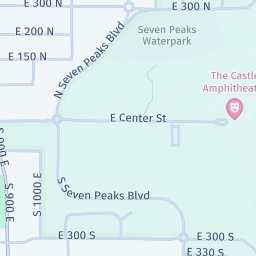 E 300 N
E 300 N
Seven Peaks
Waterpark
E 200 N
N Seven Peaks Blvd
E 150 N
The Castle
Amphitheat
E Center St
S 900 E
S 900 E
S 1000 E
S Seven Peaks Blvd
E 300 S
E 300 S
E 330 S